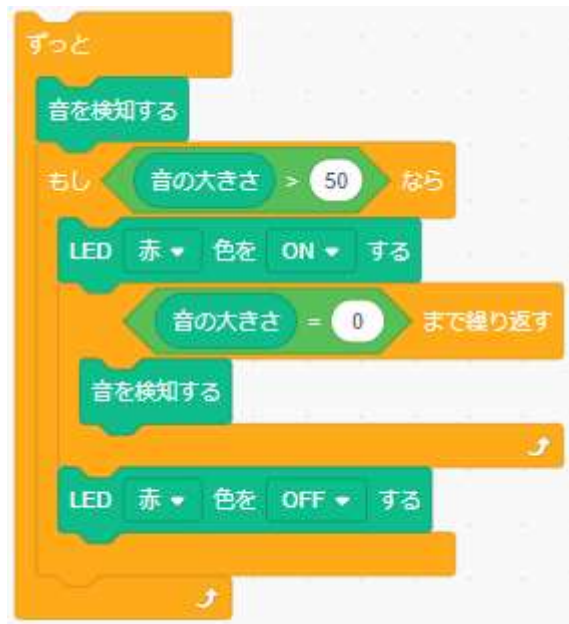 ずっと
音を検知する
もし 音の大きさ > 50 なら
LED 赤 色を ON する
音の大きさ = 0 まで繰り返す
音を検知する
LED 赤 色を OFF する